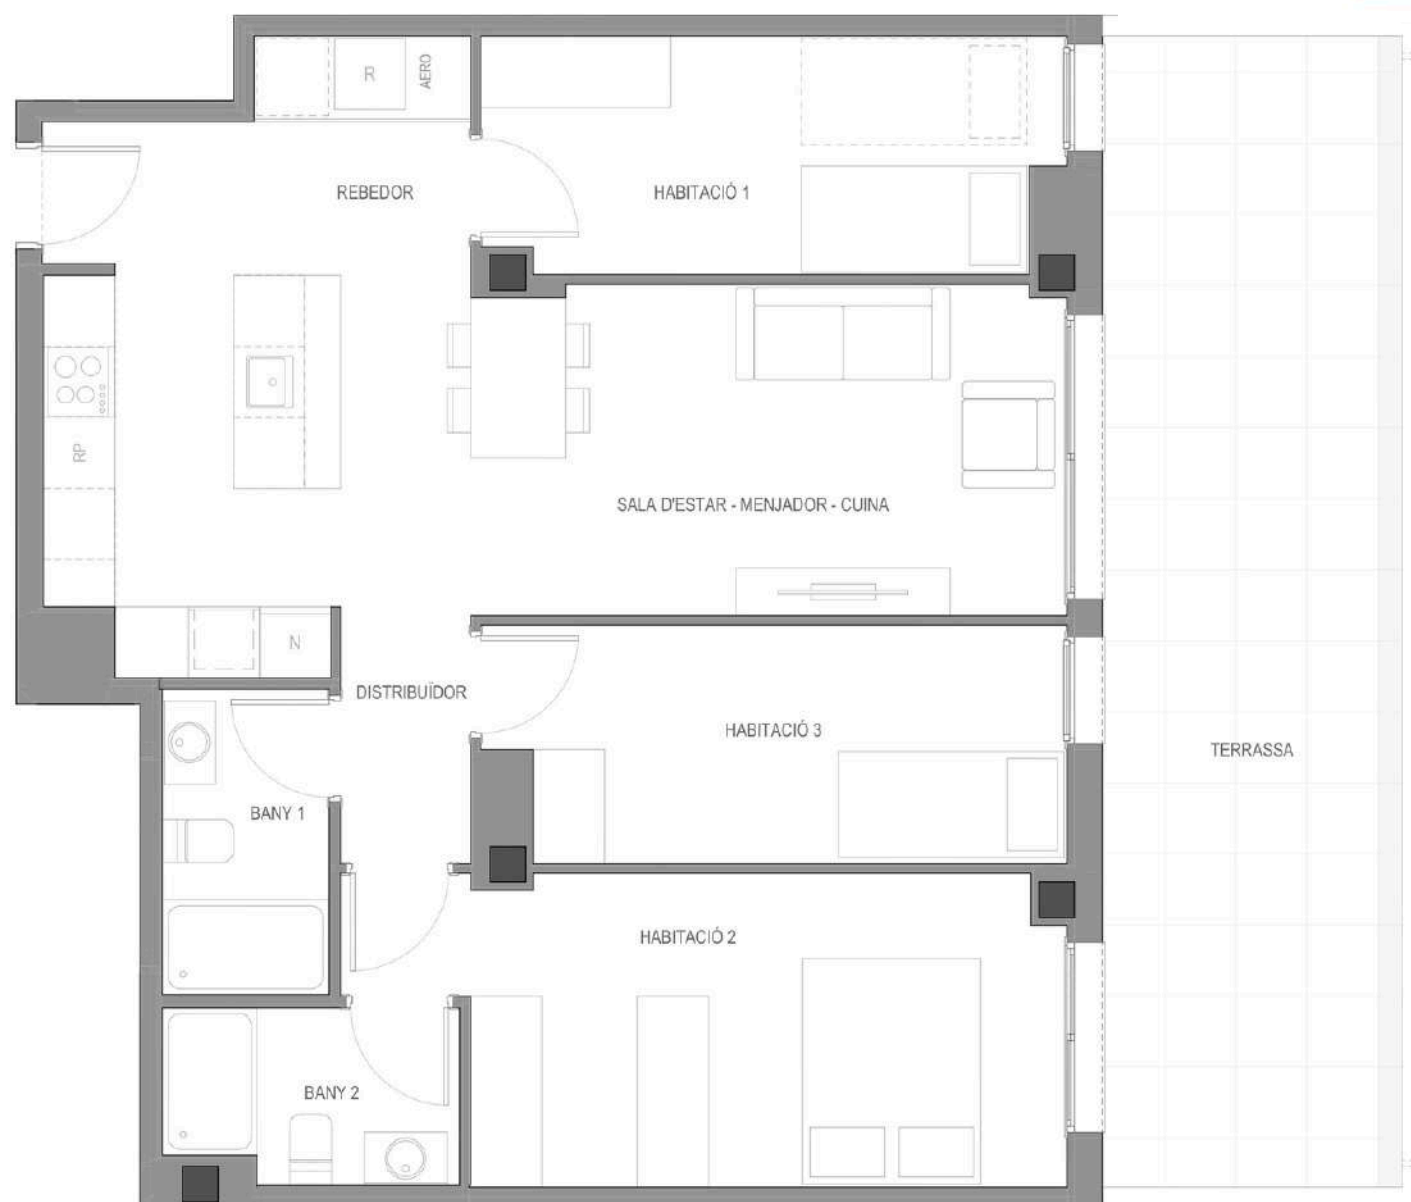 R
AERO
REBEDOR
HABITACIÓ 1
RP
SALA D'ESTAR - MENJADOR - CUINA
N
DISTRIBUÏDOR
HABITACIÓ 3
TERRASSA
BANY 1
HABITACIÓ 2
BANY 2